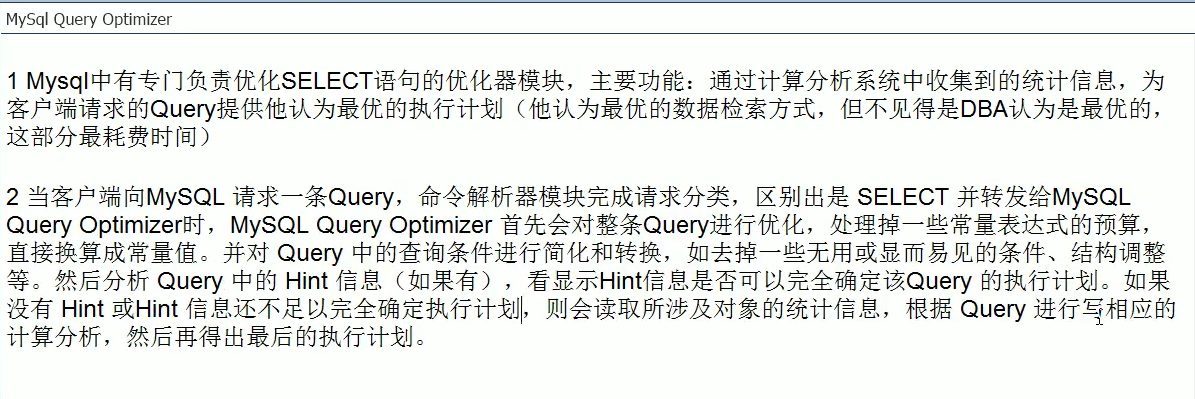 MySql Query Optimizer
1 Mysql中有专门负责优化SELECT语句的优化器模块，主要功能：通过计算分析系统中收集到的统计信息，为
客户端请求的Query提供他认为最优的执行计划（他认为最优的数据检索方式，但不见得是DBA认为是最优的，
这部分最耗费时间）
2 当客户端向MySQL 请求一条Query，命令解析器模块完成请求分类，区别出是 SELECT 并转发给MySQL
Query Optimizer时，MySQL Query Optimizer 首先会对整条Query进行优化，处理掉一些常量表达式的预算，
直接换算成常量值。并对 Query 中的查询条件进行简化和转换，如去掉一些无用或显而易见的条件、结构调整
等。然后分析 Query 中的 Hint 信息（如果有），看显示Hint信息是否可以完全确定该Query 的执行计划。如果
没有 Hint 或Hint 信息还不足以完全确定执行计划，则会读取所涉及对象的统计信息，根据 Query 进行写相应的
计算分析，然后再得出最后的执行计划。